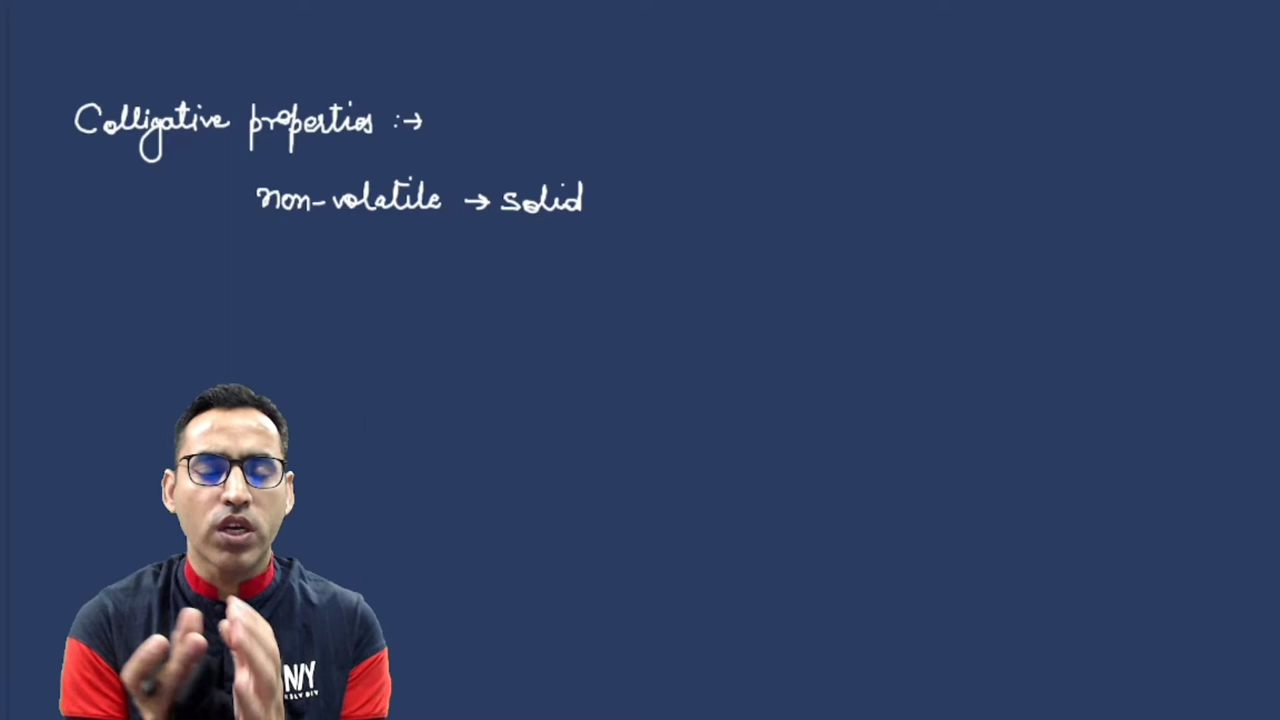 Colligative properties :→
non-volatile → solid
N/Y